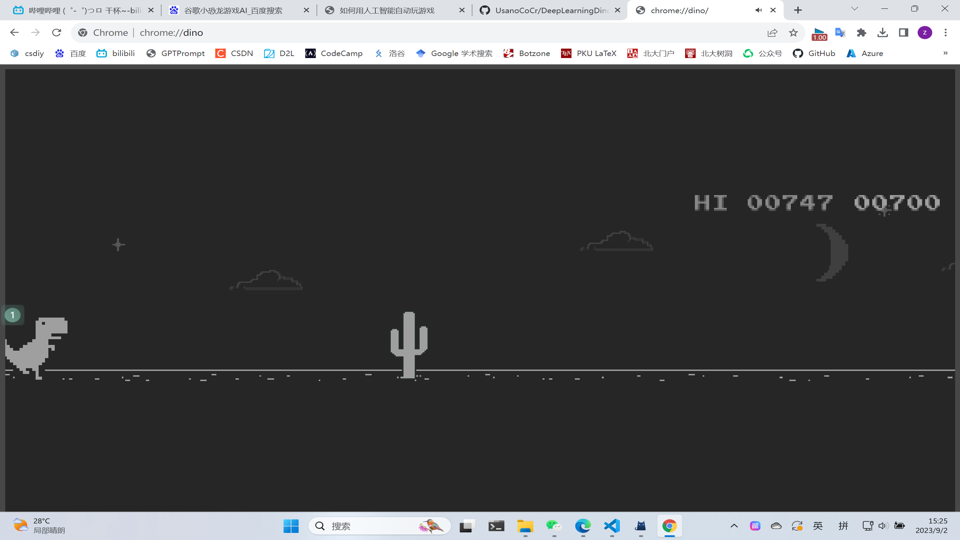 哔哩哔哩 (゜-゜)つロ 干杯~-bili
谷歌小恐龙游戏AI_百度搜索
如何用人工智能自动玩游戏
UsanoCoCr/DeepLearningDin
chrome://dino/
Chrome | chrome://dino
1.00
z
csdiy
百度
bilibili
GPTPrompt
CSDN
D2L
CodeCamp
洛谷
Google 学术搜索
Botzone
PKU LaTeX
北大门户
北大树洞
公众号
GitHub
Azure
»
HI 00747 00700
1
28°C
局部晴朗
搜索
英
拼
15:25
2023/9/2